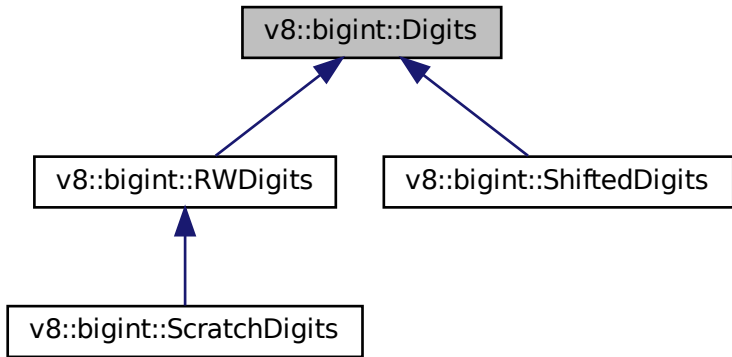 v8::bigint::Digits
v8::bigint::RWDigits
v8::bigint::ShiftedDigits
v8::bigint::ScratchDigits